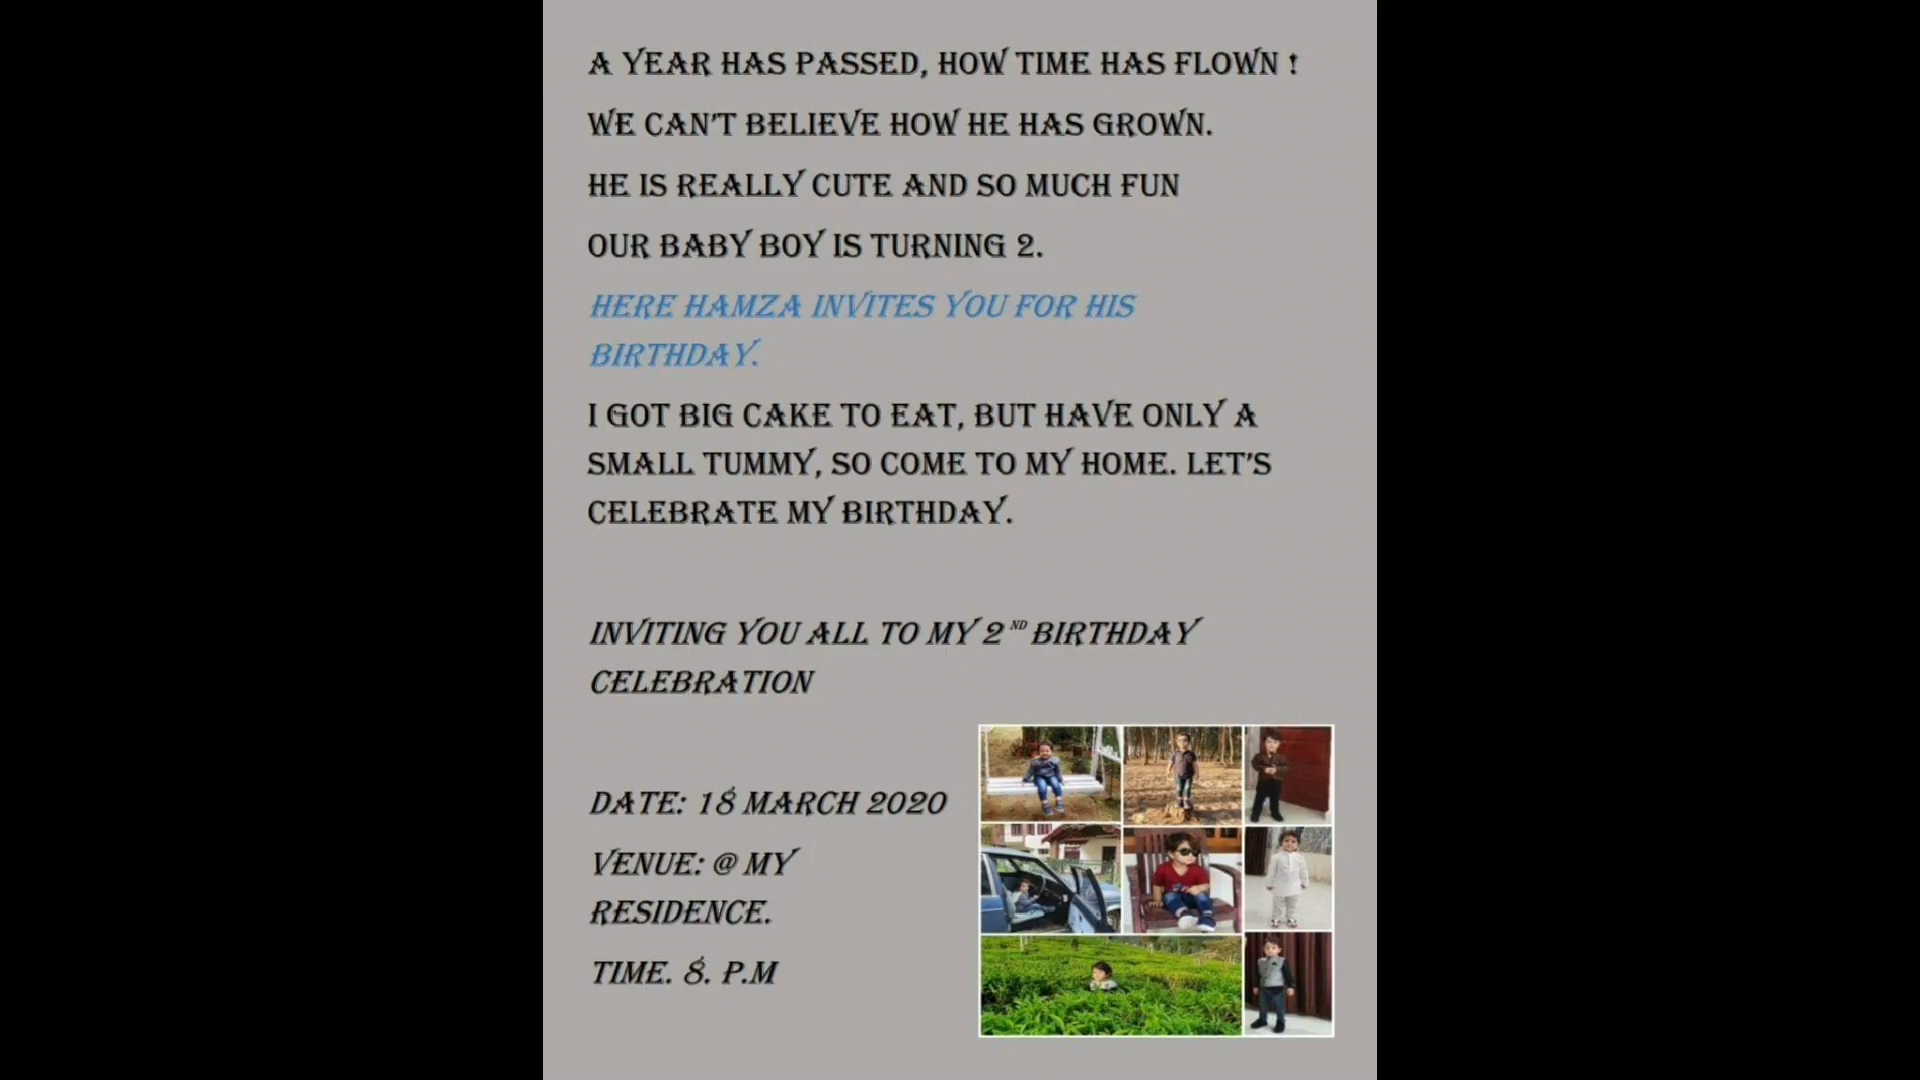 A YEAR HAS PASSED, HOW TIME HAS FLOWN !
WE CAN'T BELIEVE HOW HE HAS GROWN.
HE IS REALLY CUTE AND SO MUCH FUN
OUR BABY BOY IS TURNING 2.
HERE HAMZA INVITES YOU FOR HIS
BIRTHDAY.
I GOT BIG CAKE TO EAT, BUT HAVE ONLY A
SMALL TUMMY, SO COME TO MY HOME. LET'S
CELEBRATE MY BIRTHDAY.
INVITING YOU ALL TO MY 2ND BIRTHDAY
CELEBRATION
DATE: 18 MARCH 2020
VENUE: @ MY
RESIDENCE.
TIME. 8. P.M